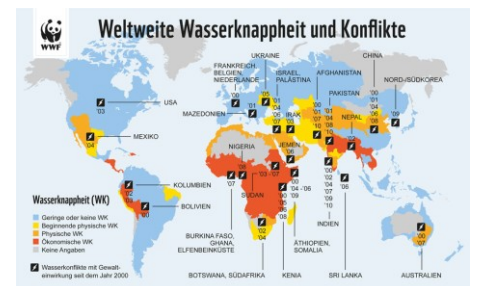 WWF
Weltweite Wasserknappheit und Konflikte
UKRAINE
CHINA
FRANKREICH,
BELGIEN,
NIEDERLANDE
ISRAEL,
PALÄSTINA
AFGHANISTAN
PAKISTAN
NORD-/SÜDKOREA
USA
'03
MAZEDONIEN
IRAK
NEPAL
MEXIKO
'04
JEMEN
NIGERIA
SUDAN
KOLUMBIEN
BOLIVIEN
INDIEN
BURKINA FASO,
GHANA,
ELFENBEINKÜSTE
ÄTHIOPIEN,
SOMALIA
BOTSWANA, SÜDAFRIKA
KENIA
SRI LANKA
AUSTRALIEN
Wasserknappheit (WK)
Geringe oder keine WK
Beginnende physische WK
Physische WK
Ökonomische WK
Keine Angaben
Wasserkonflikte mit Gewalt-
einwirkung seit dem Jahre 2000